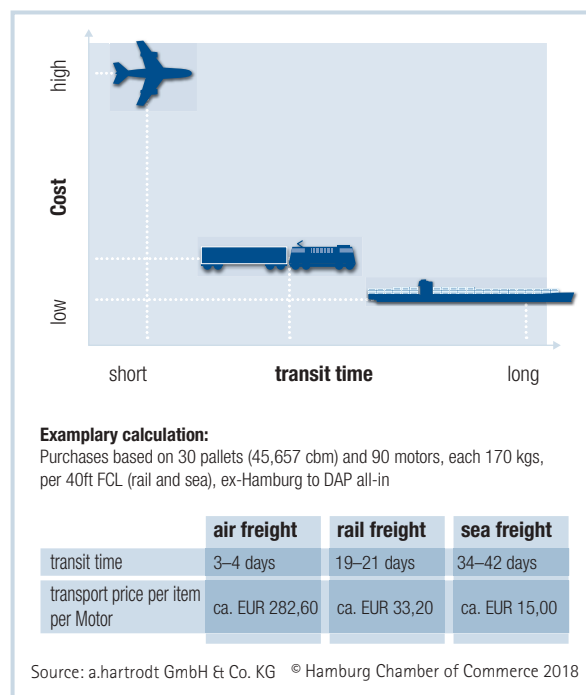 high
Cost
low
short transit time long
Examplary calculation:
Purchases based on 30 pallets (45,657 cbm) and 90 motors, each 170 kgs,
per 40ft FCL (rail and sea), ex-Hamburg to DAP all-in
air freight rail freight sea freight
transit time 3–4 days 19–21 days 34–42 days
transport price per item
per Motor ca. EUR 282,60 ca. EUR 33,20 ca. EUR 15,00
Source: a.hartrodt GmbH & Co. KG © Hamburg Chamber of Commerce 2018